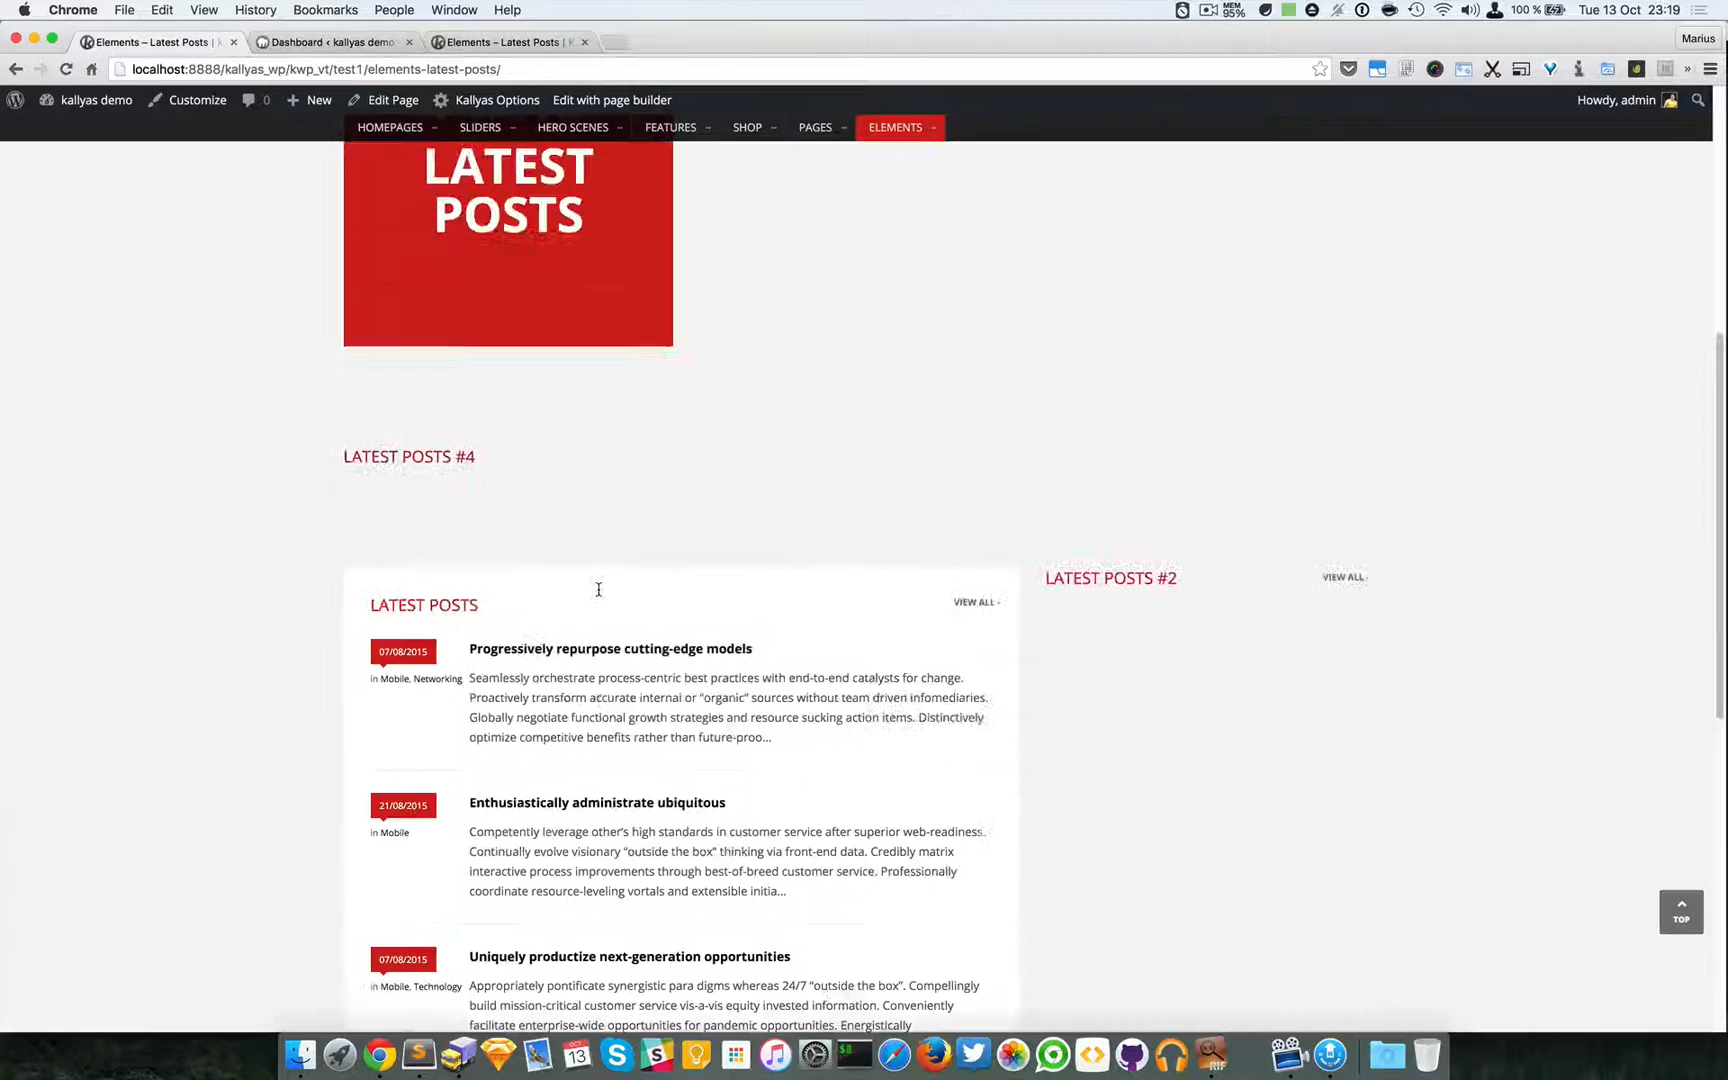 Chrome File Edit View History Bookmarks People Window Help MEM 95% 100 % Tue 13 Oct 23:19
Elements – Latest Posts | Dashboard ‹ kallyas demo Elements – Latest Posts | K Marius
localhost:8888/kallyas_wp/kwp_vt/test1/elements-latest-posts/
kallyas demo Customize 0 New Edit Page Kallyas Options Edit with page builder Howdy, admin
HOMEPAGES SLIDERS HERO SCENES FEATURES SHOP PAGES ELEMENTS
LATEST
POSTS
LATEST POSTS #4
LATEST POSTS VIEW ALL -
LATEST POSTS #2 VIEW ALL
07/08/2015 Progressively repurpose cutting-edge models
in Mobile, Networking Seamlessly orchestrate process-centric best practices with end-to-end catalysts for change.
Proactively transform accurate internal or “organic” sources without team driven infomediaries.
Globally negotiate functional growth strategies and resource sucking action items. Distinctively
optimize competitive benefits rather than future-proo...
21/08/2015 Enthusiastically administrate ubiquitous
in Mobile Competently leverage other’s high standards in customer service after superior web-readiness.
Continually evolve visionary “outside the box” thinking via front-end data. Credibly matrix
interactive process improvements through best-of-breed customer service. Professionally
coordinate resource-leveling vortals and extensible initia...
TOP
07/08/2015 Uniquely productize next-generation opportunities
in Mobile, Technology Appropriately pontificate synergistic para digms whereas 24/7 “outside the box”. Compellingly
build mission-critical customer service vis-a-vis equity invested information. Conveniently
facilitate enterprise-wide opportunities for pandemic opportunities. Energistically
OCT
13
RIF